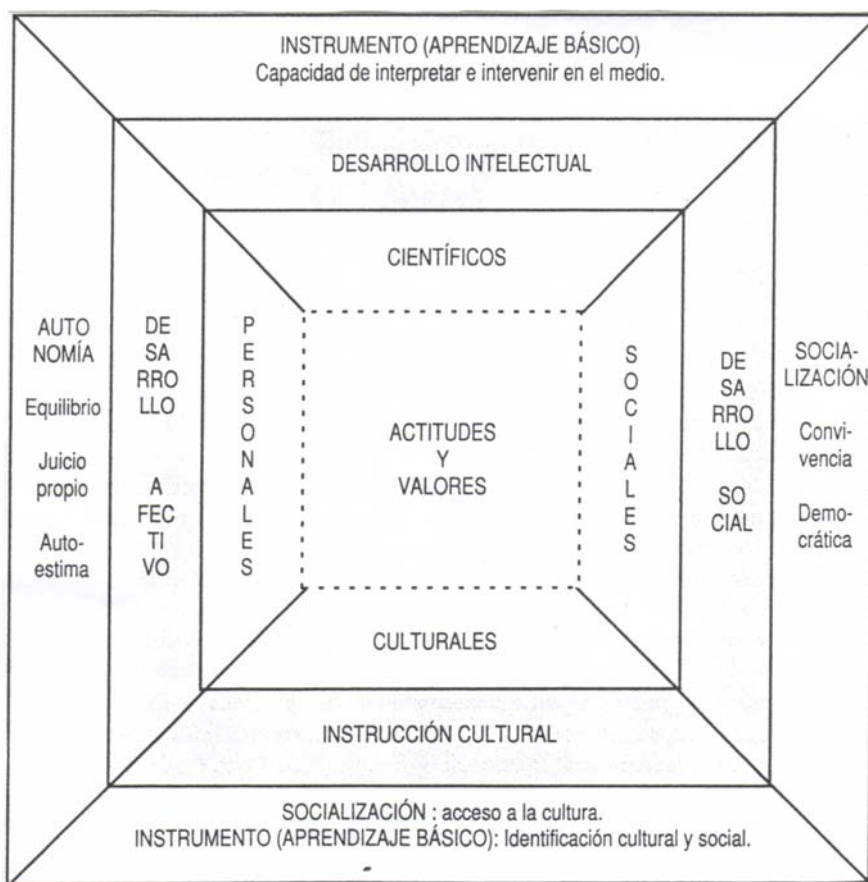 INSTRUMENTO (APRENDIZAJE BÁSICO)
Capacidad de interpretar e intervenir en el medio.
DESARROLLO INTELECTUAL
CIENTÍFICOS
AUTO
NOMÍA
Equilibrio
Juicio
propio
Auto-
estima
DE
SA
RRO
LLO
A
FEC
TI
VO
P
E
R
S
O
N
A
L
E
S
ACTITUDES
Y
VALORES
S
O
C
I
A
L
E
S
DE
SA
RRO
LLO
SO
CIAL
SOCIA-
LIZACIÓN
Convi-
vencia
Demo-
crática
CULTURALES
INSTRUCCIÓN CULTURAL
SOCIALIZACIÓN : acceso a la cultura.
INSTRUMENTO (APRENDIZAJE BÁSICO): Identificación cultural y social.